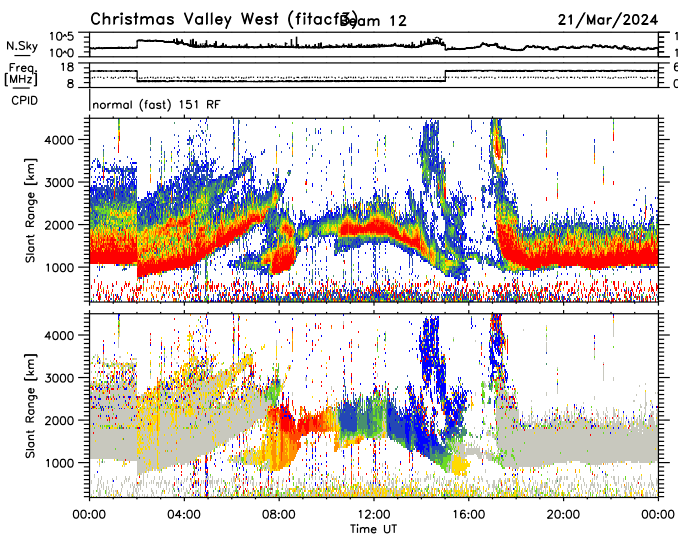 Christmas Valley West (fitacf3) Beam 12 21/Mar/2024
N.Sky 10^5 10^0
Freq. [MHz] 18 8 6
CPID normal (fast) 151 RF
Slant Range [km] 4000 3000 2000 1000
Slant Range [km] 4000 3000 2000 1000
00:00 04:00 08:00 12:00 16:00 20:00 00:00
Time UT